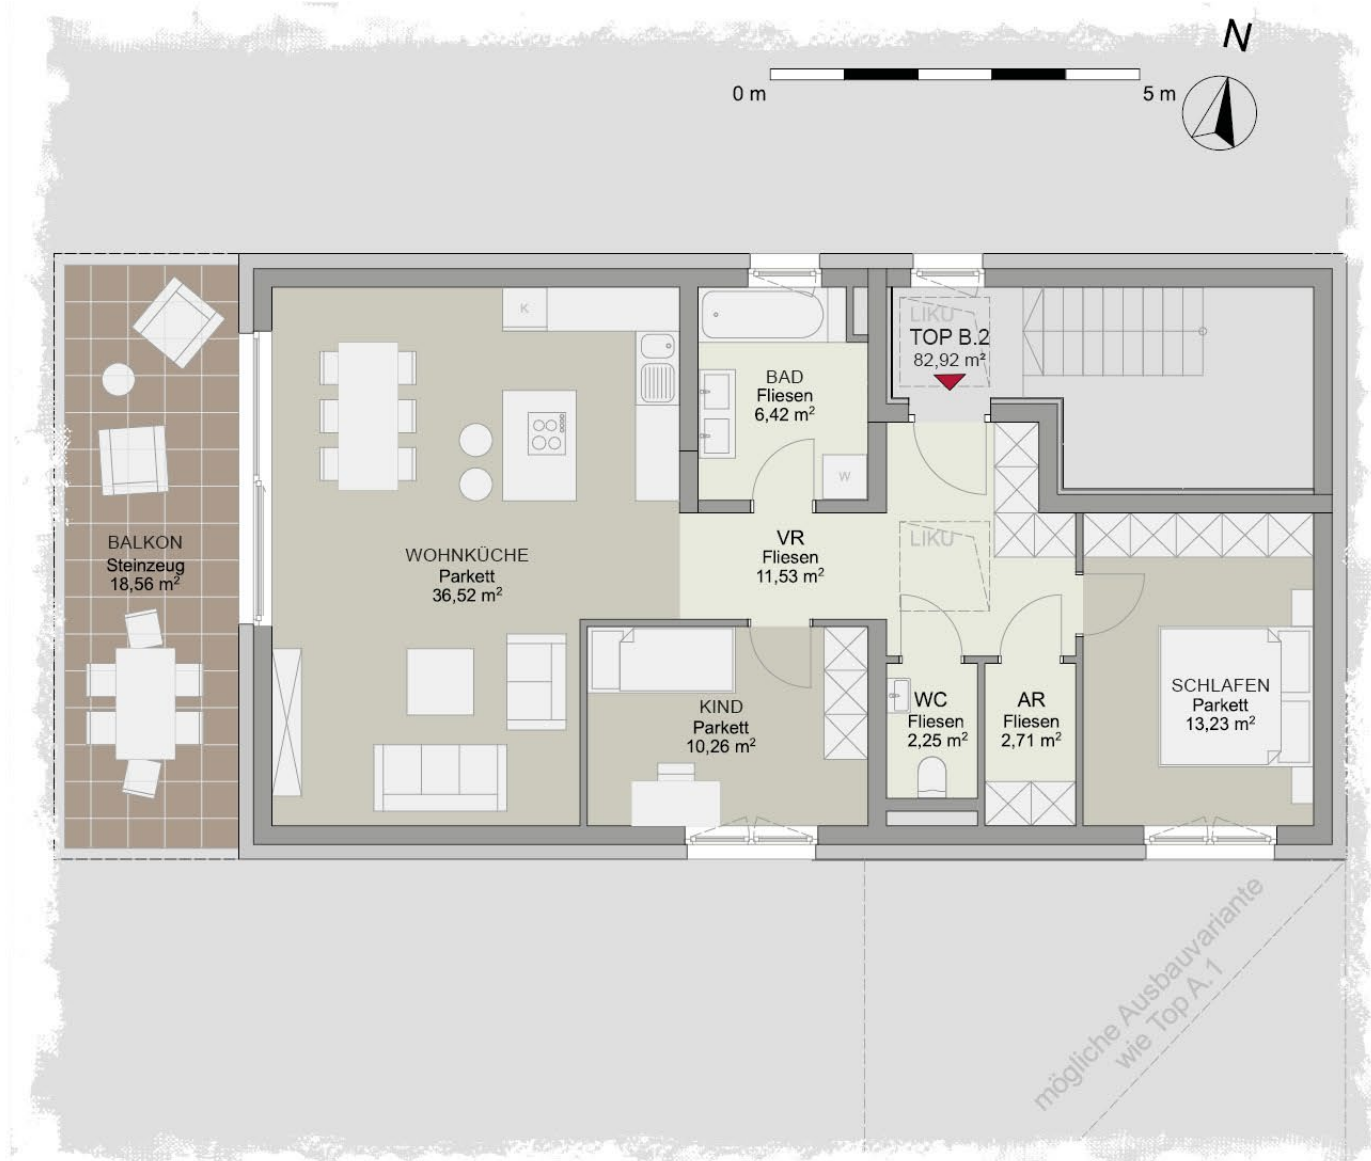 N
0 m
5 m
LIKU
TOP B.2
82,92 m²
K
BAD
Fliesen
6,42 m²
W
BALKON
Steinzeug
18,56 m²
WOHNKÜCHE
Parkett
36,52 m²
VR
Fliesen
11,53 m²
LIKU
KIND
Parkett
10,26 m²
WC
Fliesen
2,25 m²
AR
Fliesen
2,71 m²
SCHLAFEN
Parkett
13,23 m²
mögliche Ausbauvariante
wie Top A.1